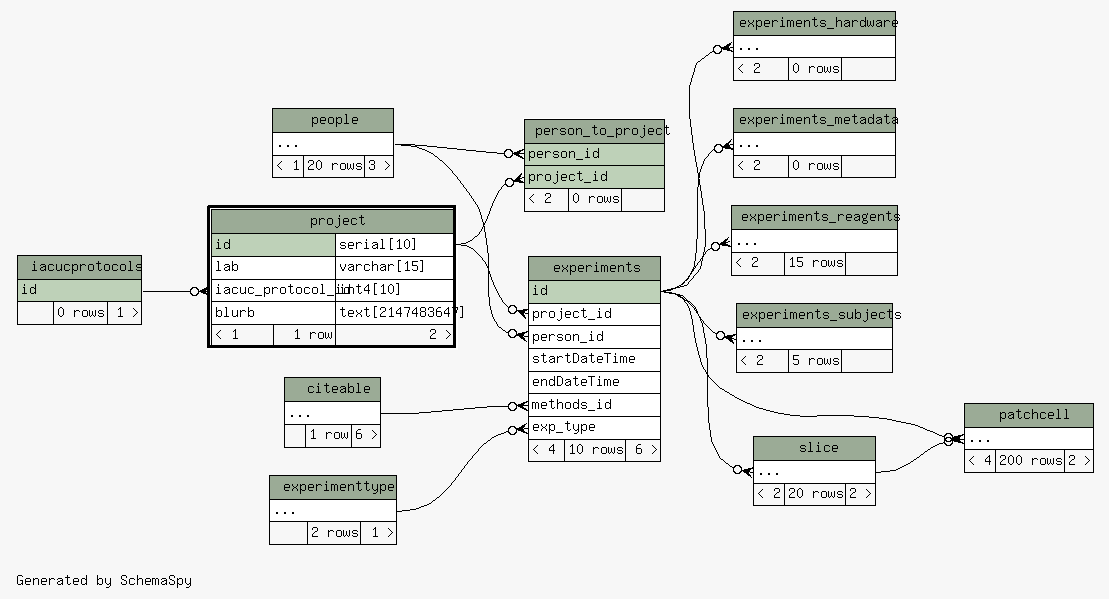 experiments_hardware
...
< 2 0 rows
people
...
< 1 20 rows 3 >
person_to_project
person_id
project_id
< 2 0 rows
experiments_metadata
...
< 2 0 rows
project
id serial[10]
lab varchar[15]
iacuc_protocol_id int4[10]
blurb text[2147483647]
< 1 1 row 2 >
experiments_reagents
...
< 2 15 rows
iacucprotocols
id
0 rows 1 >
experiments
id
project_id
person_id
startDateTime
endDateTime
methods_id
exp_type
< 4 10 rows 6 >
experiments_subjects
...
< 2 5 rows
citeable
...
1 row 6 >
patchcell
...
< 4 200 rows 2 >
slice
...
< 2 20 rows 2 >
experimenttype
...
2 rows 1 >
Generated by SchemaSpy